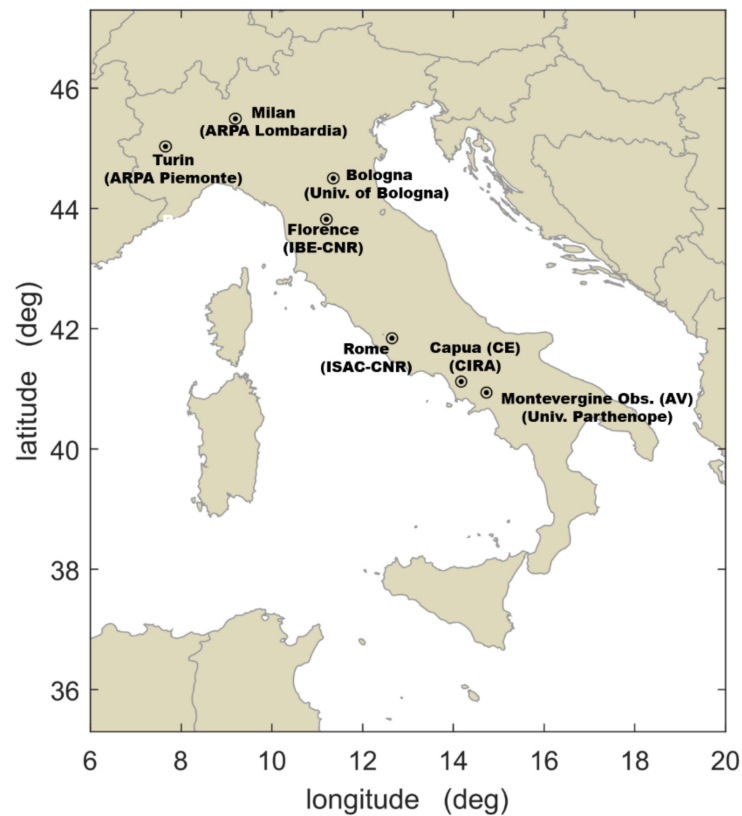 46
44
42
40
38
36
latitude (deg)
Milan
(ARPA Lombardia)
Turin
(ARPA Piemonte)
Bologna
(Univ. of Bologna)
Florence
(IBE-CNR)
Rome
(ISAC-CNR)
Capua (CE)
(CIRA)
Montevergine Obs. (AV)
(Univ. Parthenope)
6 8 10 12 14 16 18 20
longitude (deg)